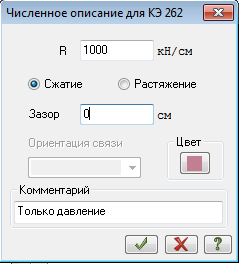 Численное описание для КЭ 262
R 1000 кН/см
Сжатие Растяжение
Зазор 0 см
Ориентация связи Цвет
Комментарий
Только давление
?